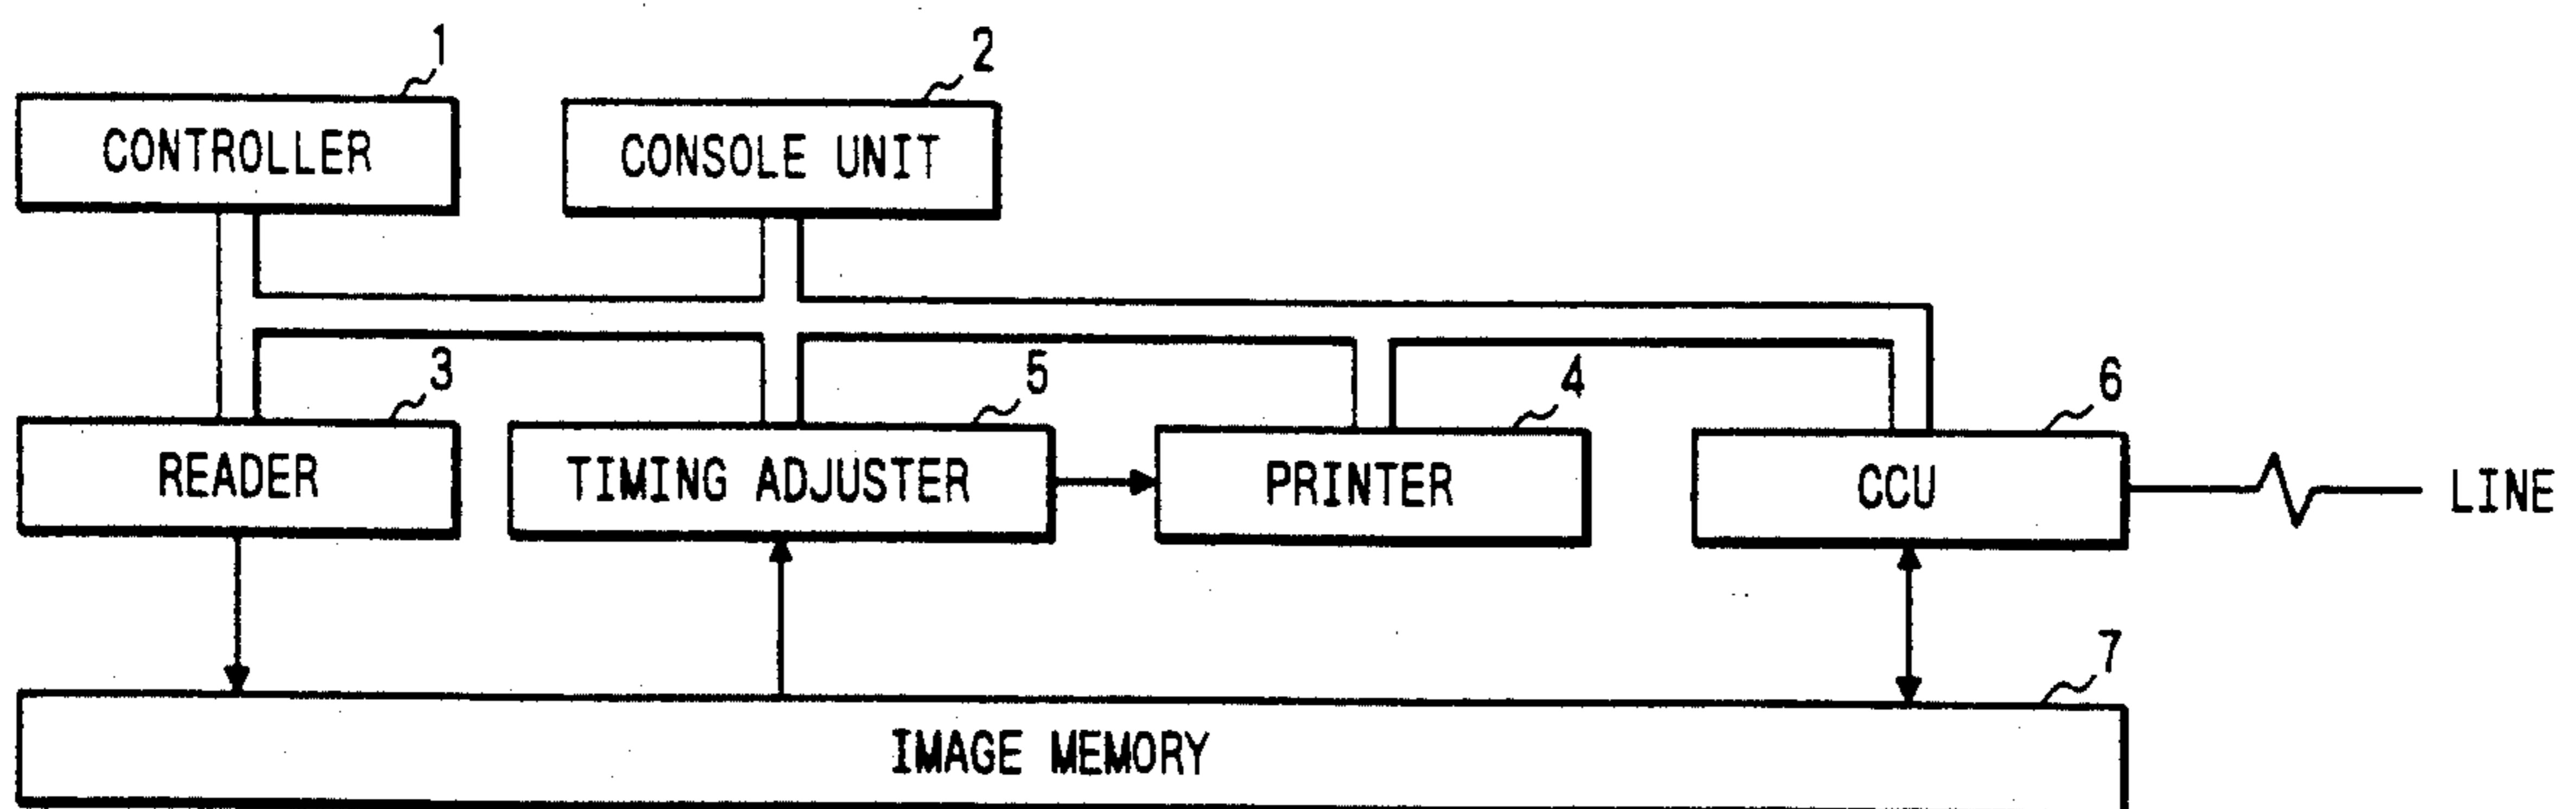 1
2
CONTROLLER
CONSOLE UNIT
3
5
4
6
READER
TIMING ADJUSTER
PRINTER
CCU
LINE
7
IMAGE MEMORY